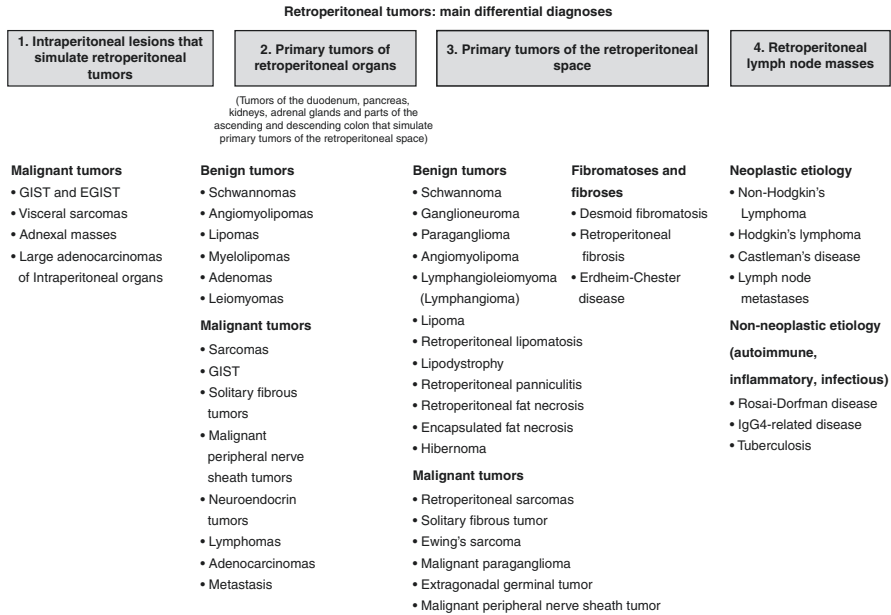 Retroperitoneal tumors: main differential diagnoses
1. Intraperitoneal lesions that
simulate retroperitoneal
tumors
2. Primary tumors of
retroperitoneal organs
3. Primary tumors of the retroperitoneal
space
4. Retroperitoneal
lymph node masses
(Tumors of the duodenum, pancreas,
kidneys, adrenal glands and parts of the
ascending and descending colon that simulate
primary tumors of the retroperitoneal space)
Malignant tumors
• GIST and EGIST
• Visceral sarcomas
• Adnexal masses
• Large adenocarcinomas
of Intraperitoneal organs
Benign tumors
• Schwannomas
• Angiomyolipomas
• Lipomas
• Myelolipomas
• Adenomas
• Leiomyomas
Malignant tumors
• Sarcomas
• GIST
• Solitary fibrous
tumors
• Malignant
peripheral nerve
sheath tumors
• Neuroendocrin
tumors
• Lymphomas
• Adenocarcinomas
• Metastasis
Benign tumors
• Schwannoma
• Ganglioneuroma
• Paraganglioma
• Angiomyolipoma
• Lymphangioleimyoma
(Lymphangioma)
• Lipoma
• Retroperitoneal lipomatosis
• Lipodystrophy
• Retroperitoneal panniculitis
• Retroperitoneal fat necrosis
• Encapsulated fat necrosis
• Hibernoma
Malignant tumors
• Retroperitoneal sarcomas
• Solitary fibrous tumor
• Ewing's sarcoma
• Malignant paraganglioma
• Extragonadal germinal tumor
• Malignant peripheral nerve sheath tumor
Fibromatoses and
fibroses
• Desmoid fibromatosis
• Retroperitoneal
fibrosis
• Erdheim-Chester
disease
Neoplastic etiology
• Non-Hodgkin's
Lymphoma
• Hodgkin's lymphoma
• Castleman's disease
• Lymph node
metastases
Non-neoplastic etiology
(autoimmune,
inflammatory, infectious)
• Rosai-Dorfman disease
• IgG4-related disease
• Tuberculosis